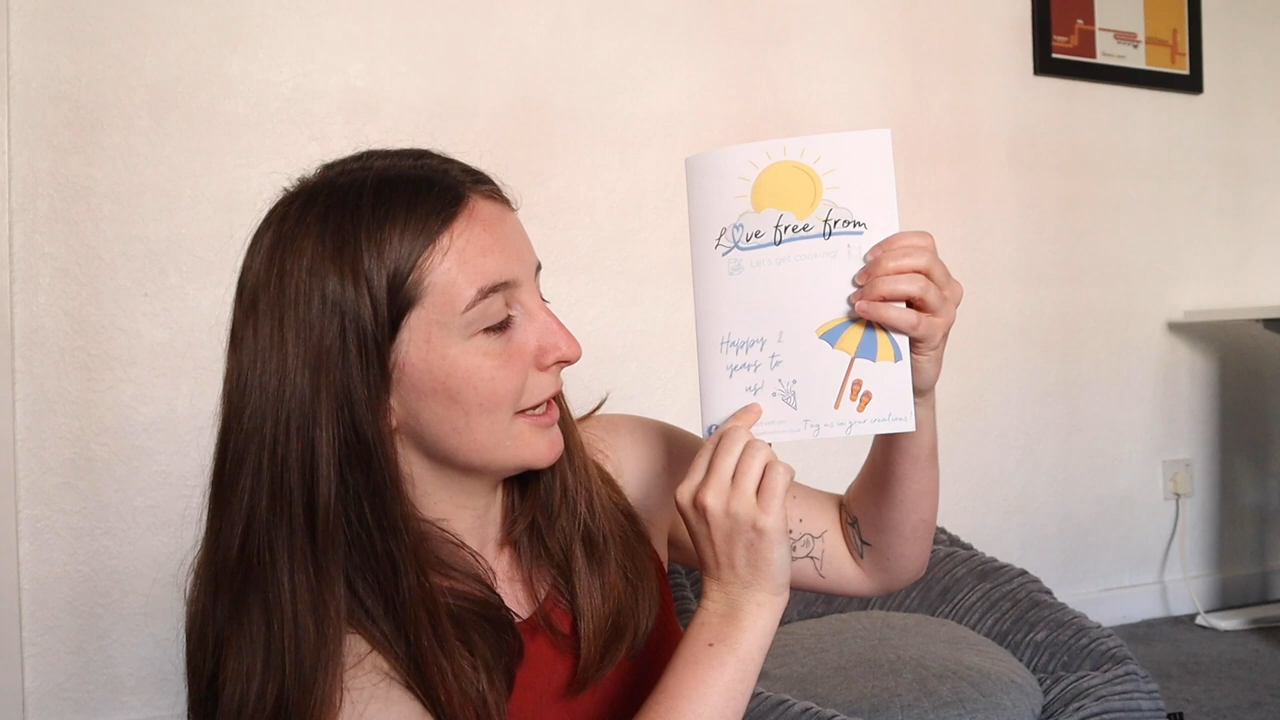 Love free from
Let's get cooking!
Happy 2
years to
us!
Tag us in your creations!